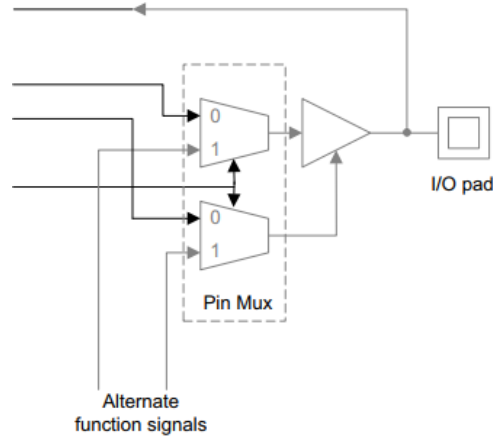 0
1
I/O pad
0
1
Pin Mux
Alternate
function signals